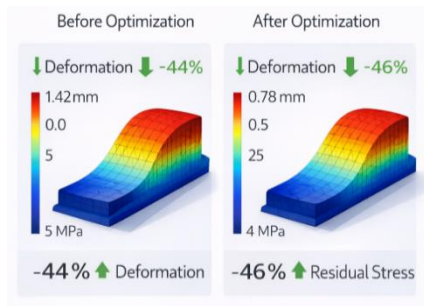 Before Optimization
After Optimization
Deformation -44%
1.42mm
0.0
5
5 MPa
-44% Deformation
Deformation -46%
0.78 mm
0.5
25
4 MPa
-46% Residual Stress